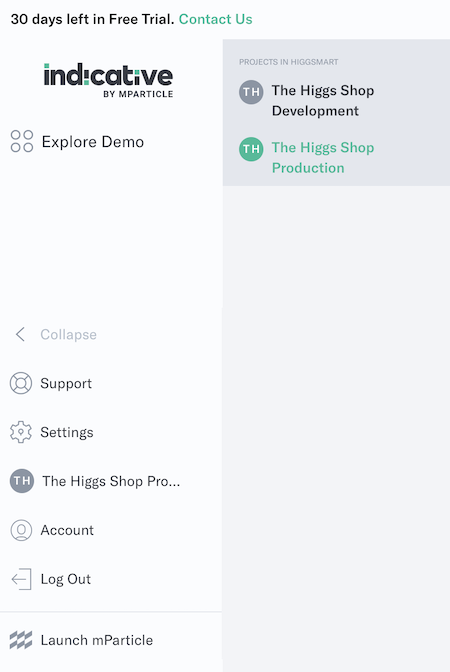 30 days left in Free Trial. Contact Us
indicative
BY MPARTICLE
Explore Demo
Collapse
Support
Settings
TH The Higgs Shop Pro...
Account
Log Out
Launch mParticle
PROJECTS IN HIGGSMART
TH The Higgs Shop
Development
TH The Higgs Shop
Production